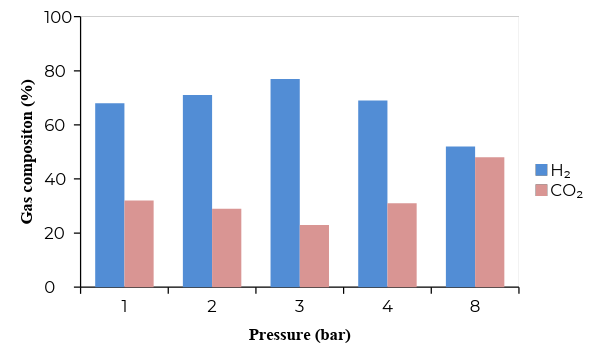 100
80
60
40
20
0
Gas compositon (%)
1 2 3 4 8
Pressure (bar)
H₂
CO₂